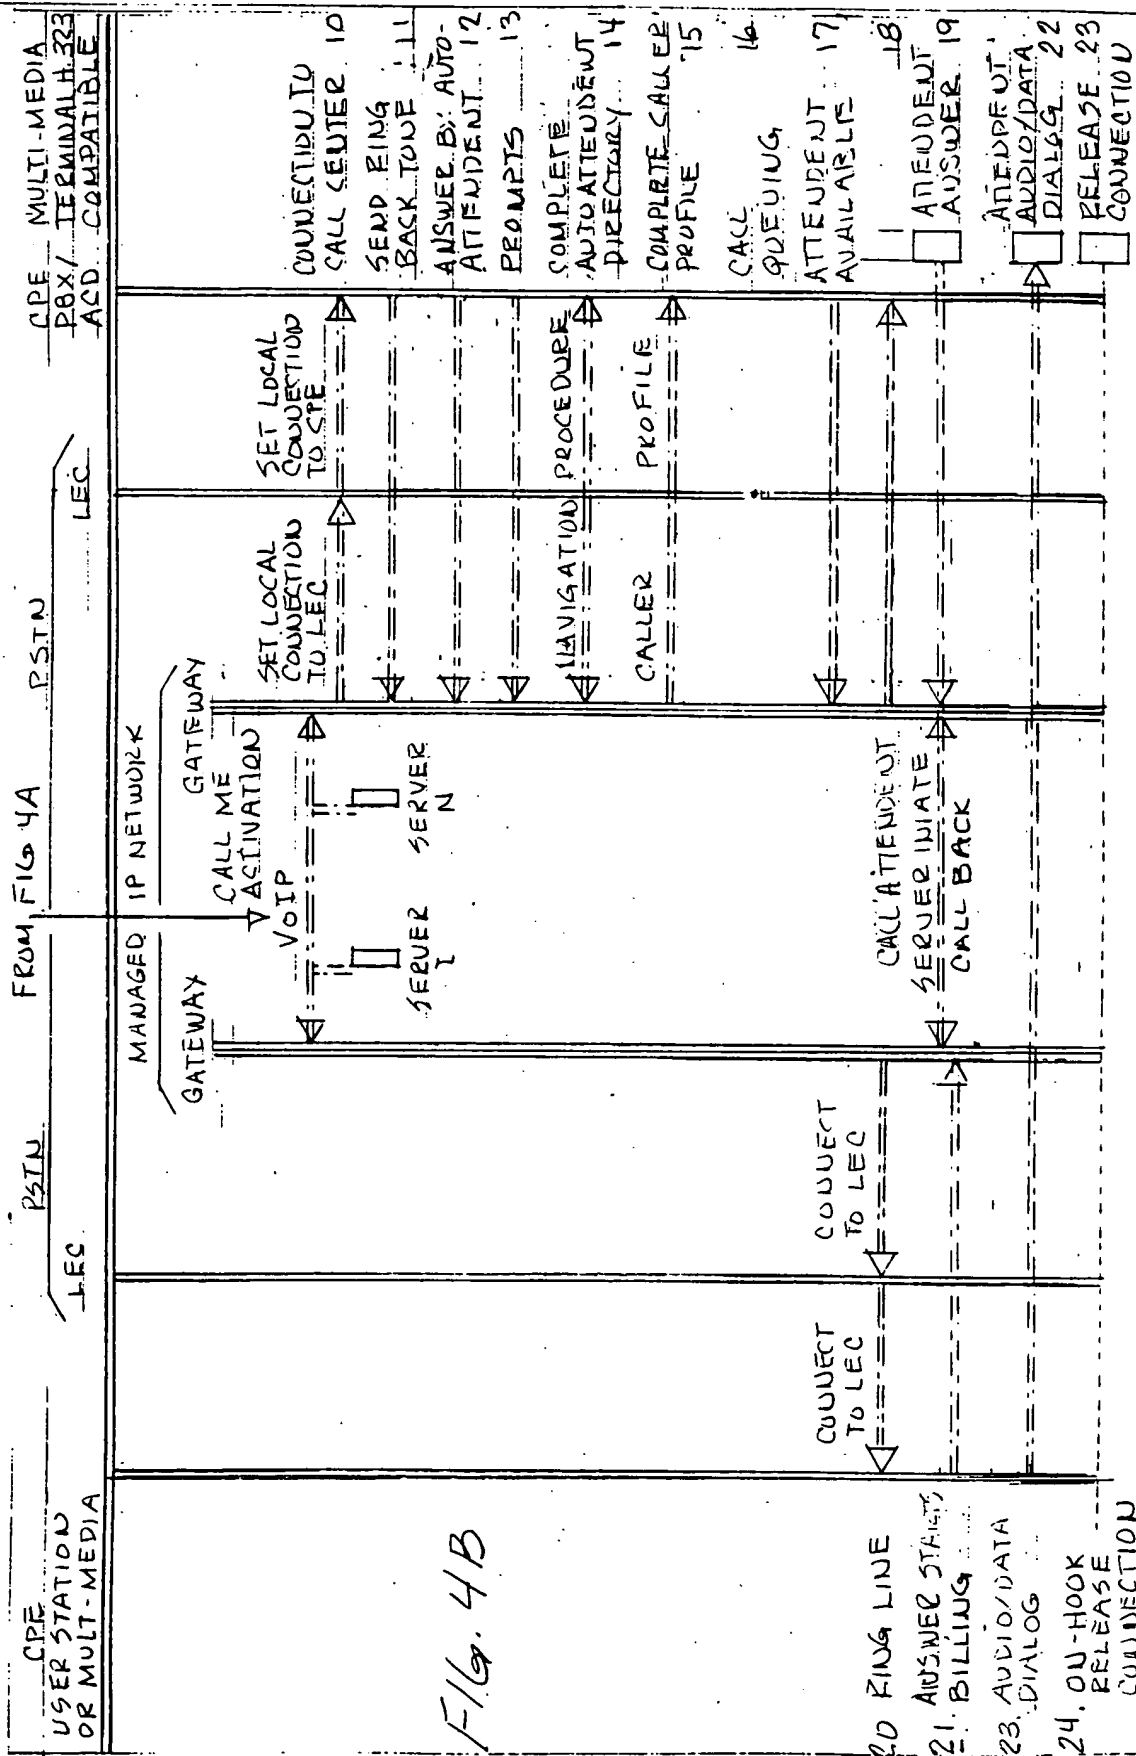 FROM FIG 4A
CPE
USER STATION
OR MULT-MEDIA
PSTN
LEC
MANAGED IP NETWORK
GATEWAY
GATEWAY
PSTN
LEC
CPE MULTI-MEDIA
PBX/ TERMINAL H.323
ACD COMPATIBLE
CALL ME
ACTIVATION
VOIP
SERVER
I
SERVER
N
SET LOCAL
CONNECTION
TO LEC
SET LOCAL
CONNECTION
TO CPE
CONNECTION TO
CALL CENTER 10
SEND RING
BACK TONE 11
ANSWER BY AUTO-
ATTENDENT 12
PROMPTS 13
NAVIGATION PROCEDURE
COMPLETE
AUTO ATTENDENT
DIRECTORY 14
CALLER PROFILE
COMPLETE CALLER
PROFILE 15
CALL 16
QUEUING
ATTENDENT 17
AVAILABLE
18
CALL ATTENDENT
SERVER INIATE
CALL BACK
ATTENDENT
ANSWER 19
CONNECT
TO LEC
CONNECT
TO LEC
20 RING LINE
21. ANSWER STARTS
BILLING
ATTENDENT
AUDIO/DATA
DIALOG 22
23. AUDIO/DATA
DIALOG
RELEASE 23
CONNECTION
24. ON-HOOK
RELEASE
CONNECTION
FIG. 4B